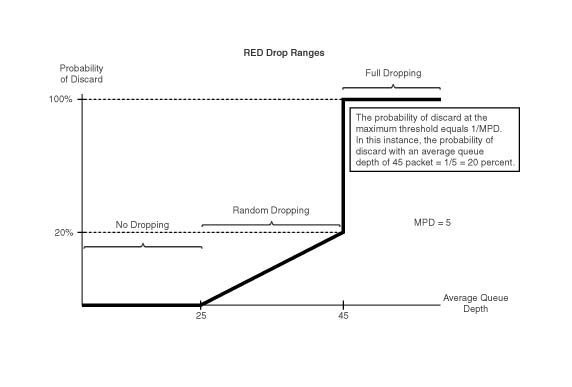 RED Drop Ranges
Probability
of Discard
Full Dropping
100%
The probability of discard at the
maximum threshold equals 1/MPD.
In this instance, the probability of
discard with an average queue
depth of 45 packet = 1/5 = 20 percent.
Random Dropping
No Dropping
MPD = 5
20%
Average Queue
Depth
25
45